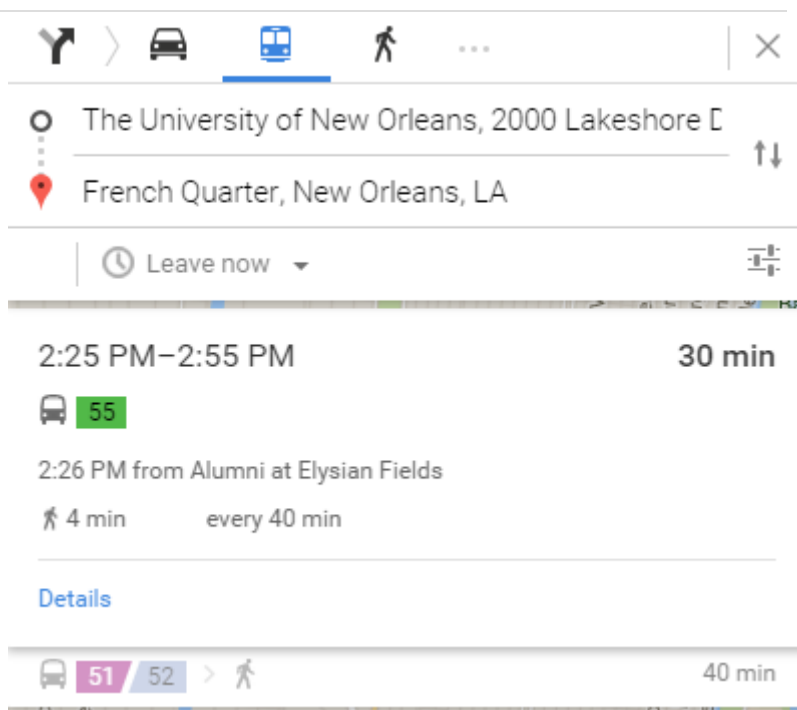 The University of New Orleans, 2000 Lakeshore D
French Quarter, New Orleans, LA
Leave now
2:25 PM–2:55 PM 30 min
55
2:26 PM from Alumni at Elysian Fields
4 min every 40 min
Details
51 52 40 min